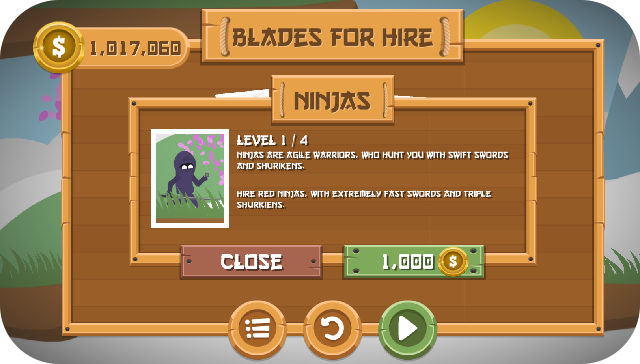 $ 1,017,060
BLADES FOR HIRE
NINJAS
LEVEL 1 / 4
NINJAS ARE AGILE WARRIORS. WHO HUNT YOU WITH SWIFT SWORDS
AND SHURIKENS.
HIRE RED NINJAS. WITH EXTREMELY FAST SWORDS AND TRIPLE
SHURKIENS.
CLOSE
1,000 $